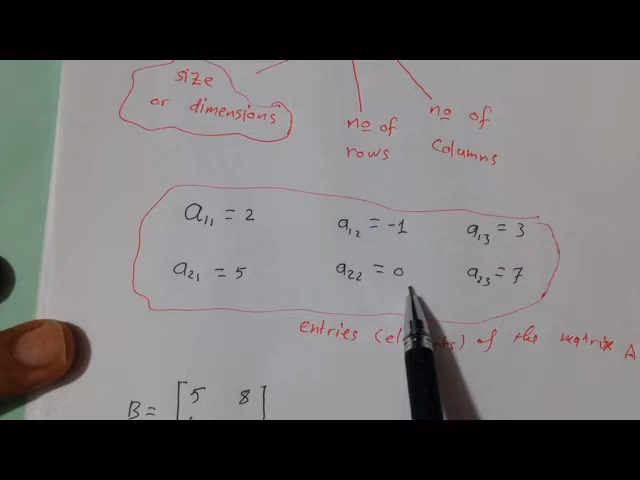 size
or dimensions
no of
rows
no of
columns
a11 = 2 a12 = -1 a13 = 3
a21 = 5 a22 = 0 a23 = 7
entries ( of the matrix A
B = [ 5 8 ]